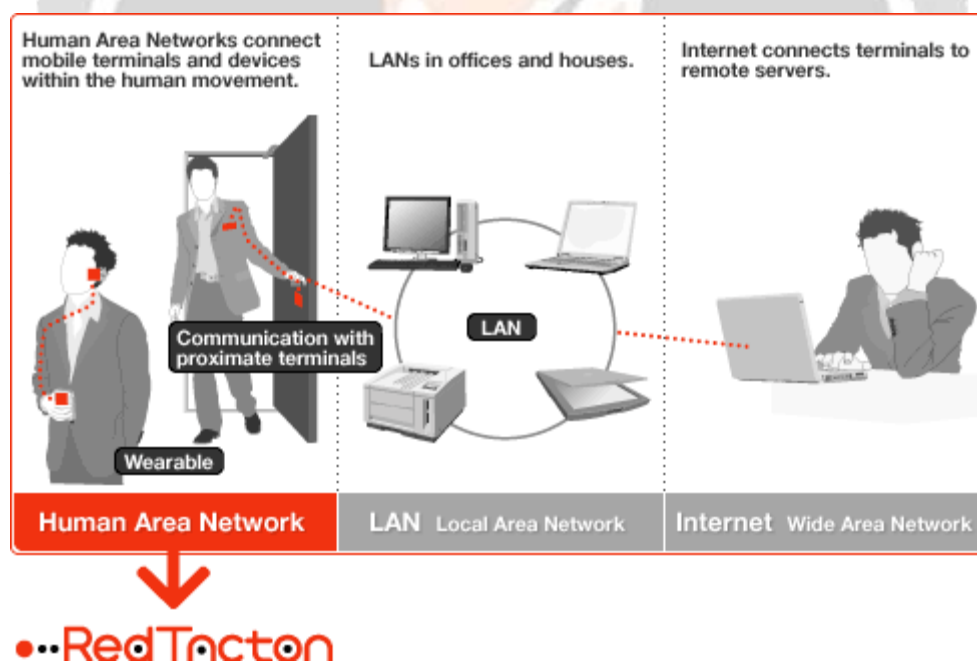 Human Area Networks connect
mobile terminals and devices
within the human movement.
LANs in offices and houses.
Internet connects terminals to
remote servers.
Communication with
proximate terminals
LAN
Wearable
Human Area Network
LAN Local Area Network
Internet Wide Area Network
RedTacton